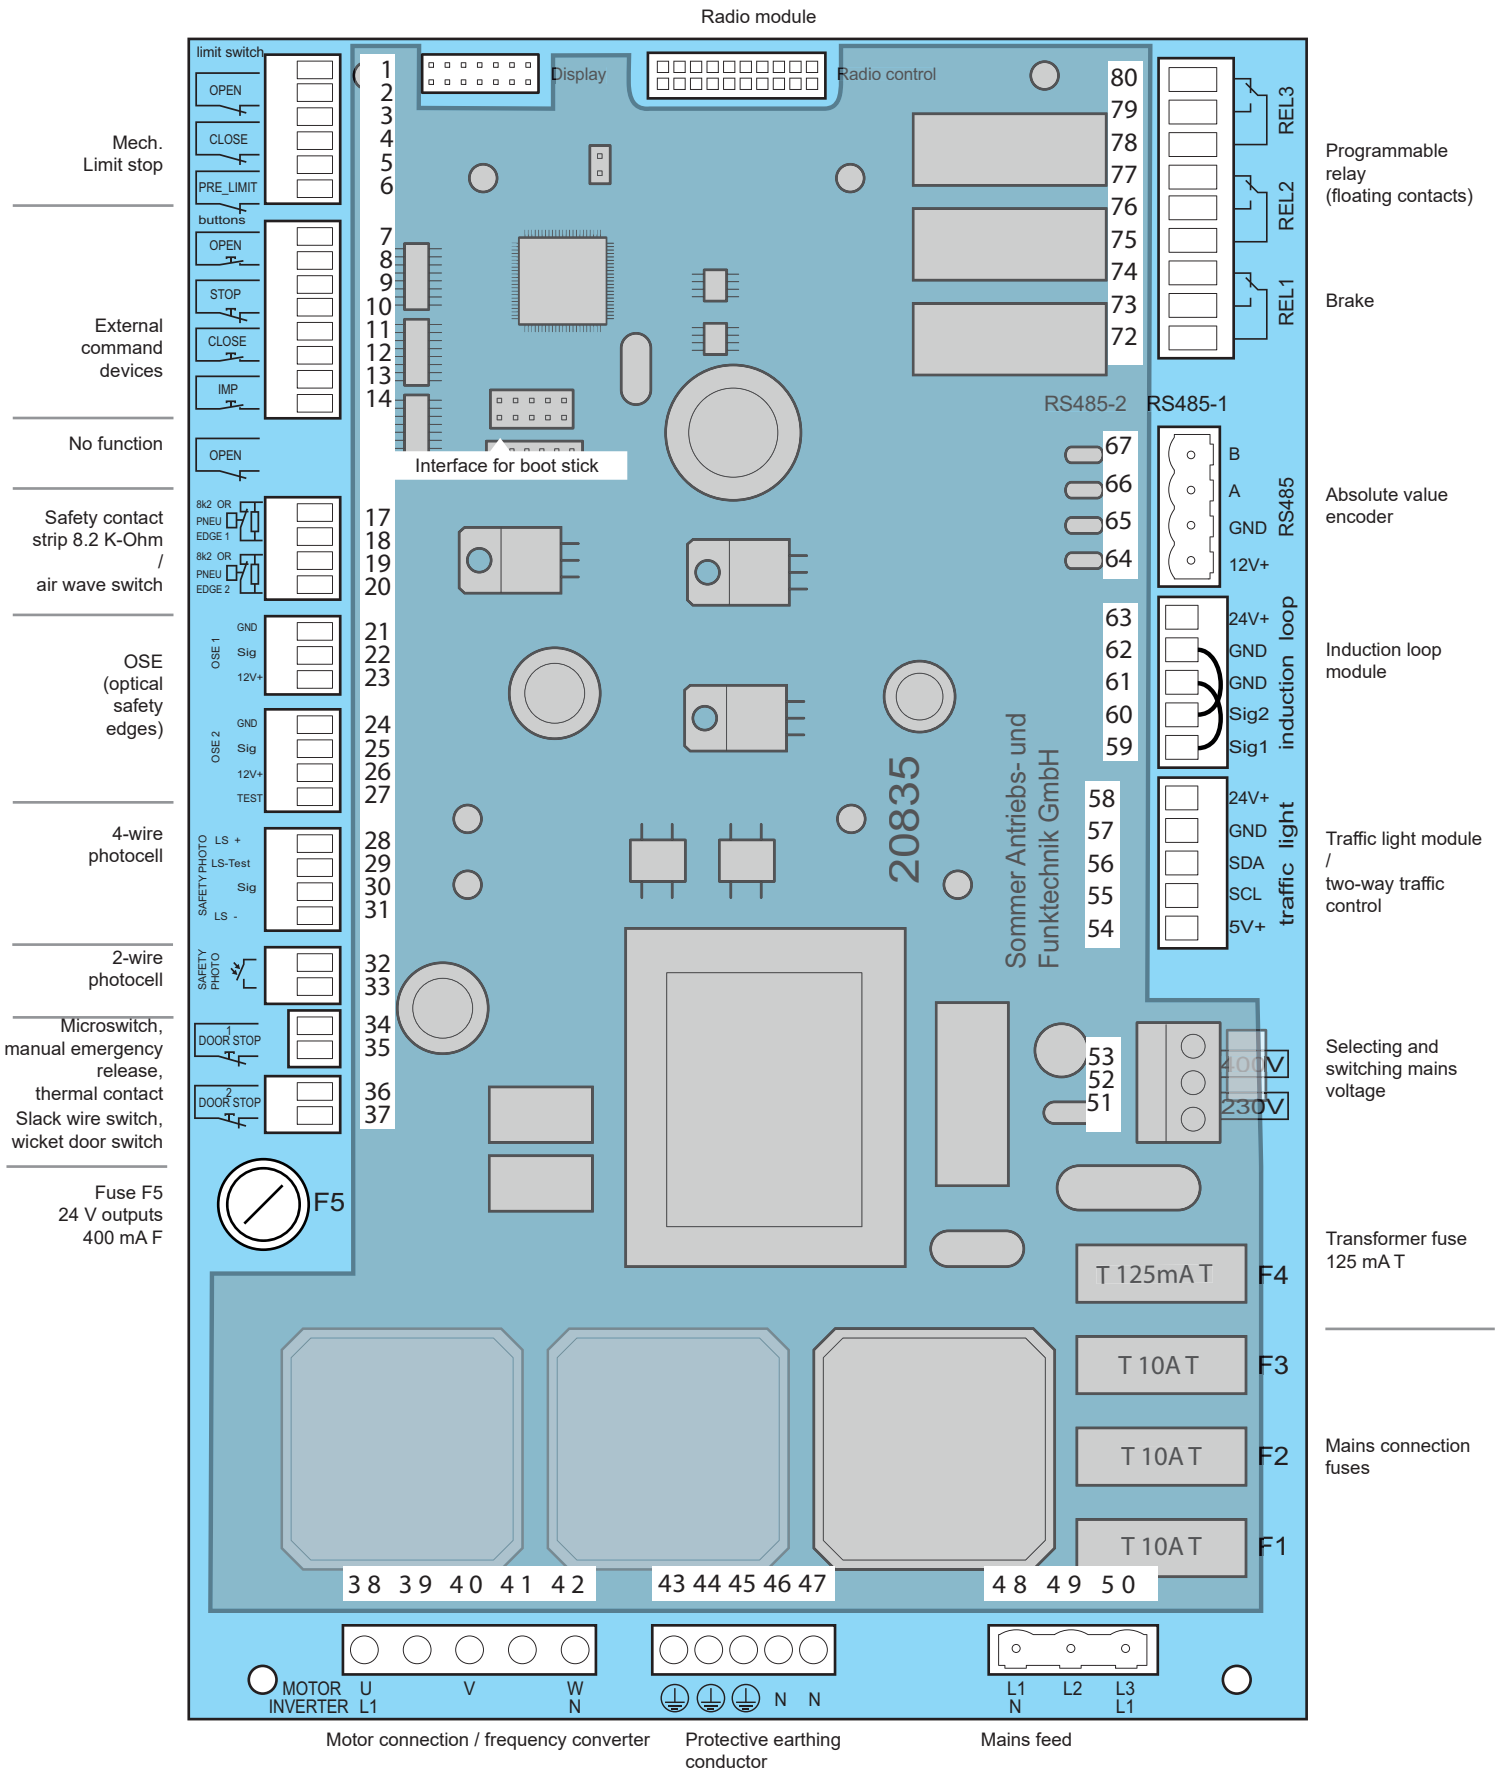 Radio module
limit switch
OPEN
CLOSE
PRE_LIMIT
Mech.
Limit stop
1
2
3
4
5
6
Display
Radio control
buttons
OPEN
STOP
CLOSE
IMP
External
command
devices
7
8
9
10
11
12
13
14
No function
OPEN
Interface for boot stick
Safety contact
strip 8.2 K-Ohm
/
air wave switch
8k2 OR
PNEU
EDGE 1
8k2 OR
PNEU
EDGE 2
17
18
19
20
OSE
(optical
safety
edges)
OSE 1
GND
Sig
12V+
21
22
23
OSE 2
GND
Sig
12V+
TEST
24
25
26
27
4-wire
photocell
SAFETY PHOTO
LS +
LS-Test
Sig
LS -
28
29
30
31
2-wire
photocell
SAFETY
PHOTO
32
33
Microswitch,
manual emergency
release,
thermal contact
1
DOOR STOP
34
35
Slack wire switch,
wicket door switch
2
DOOR STOP
36
37
Fuse F5
24 V outputs
400 mA F
F5
80
79
78
77
76
75
74
73
72
REL3
REL2
REL1
Programmable
relay
(floating contacts)
Brake
RS485-2
RS485-1
67
66
65
64
B
A
GND
12V+
RS485
Absolute value
encoder
63
62
61
60
59
24V+
GND
GND
Sig2
Sig1
induction loop
Induction loop
module
20835
Sommer Antriebs- und
Funktechnik GmbH
58
57
56
55
54
24V+
GND
SDA
SCL
5V+
traffic light
Traffic light module
/
two-way traffic
control
53
52
51
400V
230V
Selecting and
switching mains
voltage
T 125mA T
F4
Transformer fuse
125 mA T
T 10A T
F3
T 10A T
F2
T 10A T
F1
Mains connection
fuses
38 39 40 41 42
43 44 45 46 47
48 49 50
MOTOR U V W
INVERTER L1 N
N N
L1 L2 L3
N L1
Motor connection / frequency converter
Protective earthing
conductor
Mains feed